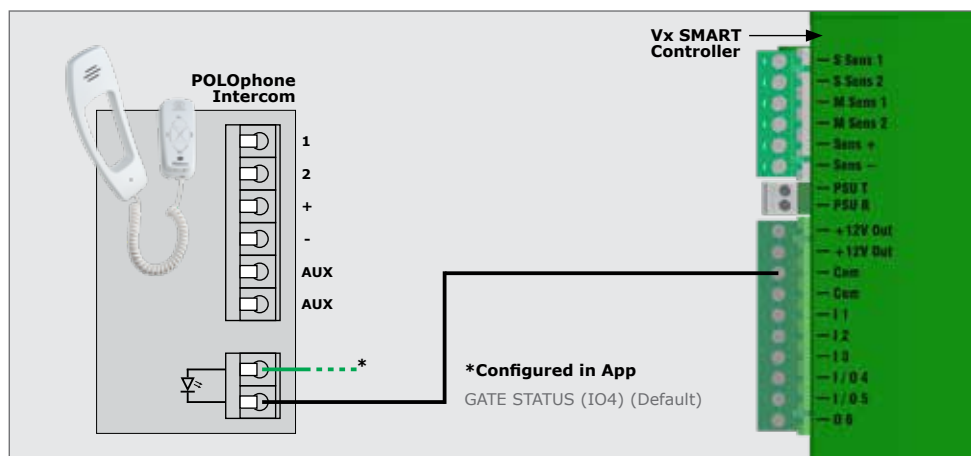 Vx SMART
Controller
POLOphone
Intercom
1
2
+
-
AUX
AUX
*
*Configured in App
GATE STATUS (IO4) (Default)
S Sens 1
S Sens 2
M Sens 1
M Sens 2
Sens +
Sens –
PSU T
PSU R
+12V Out
+12V Out
Com
Com
I 1
I 2
I 3
I / O 4
I / O 5
O 6